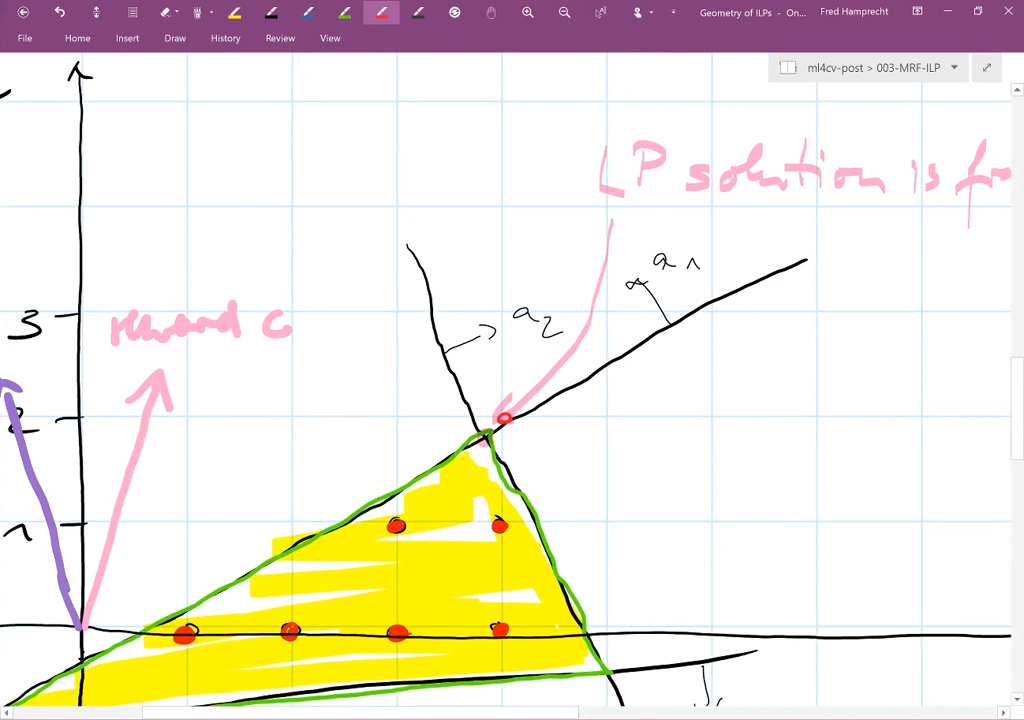 Geometry of ILPs - On...
Fred Hamprecht
File Home Insert Draw History Review View
ml4cv-post > 003-MRF-ILP
LP solution is fr
a1
a2
3
reward c
2
1